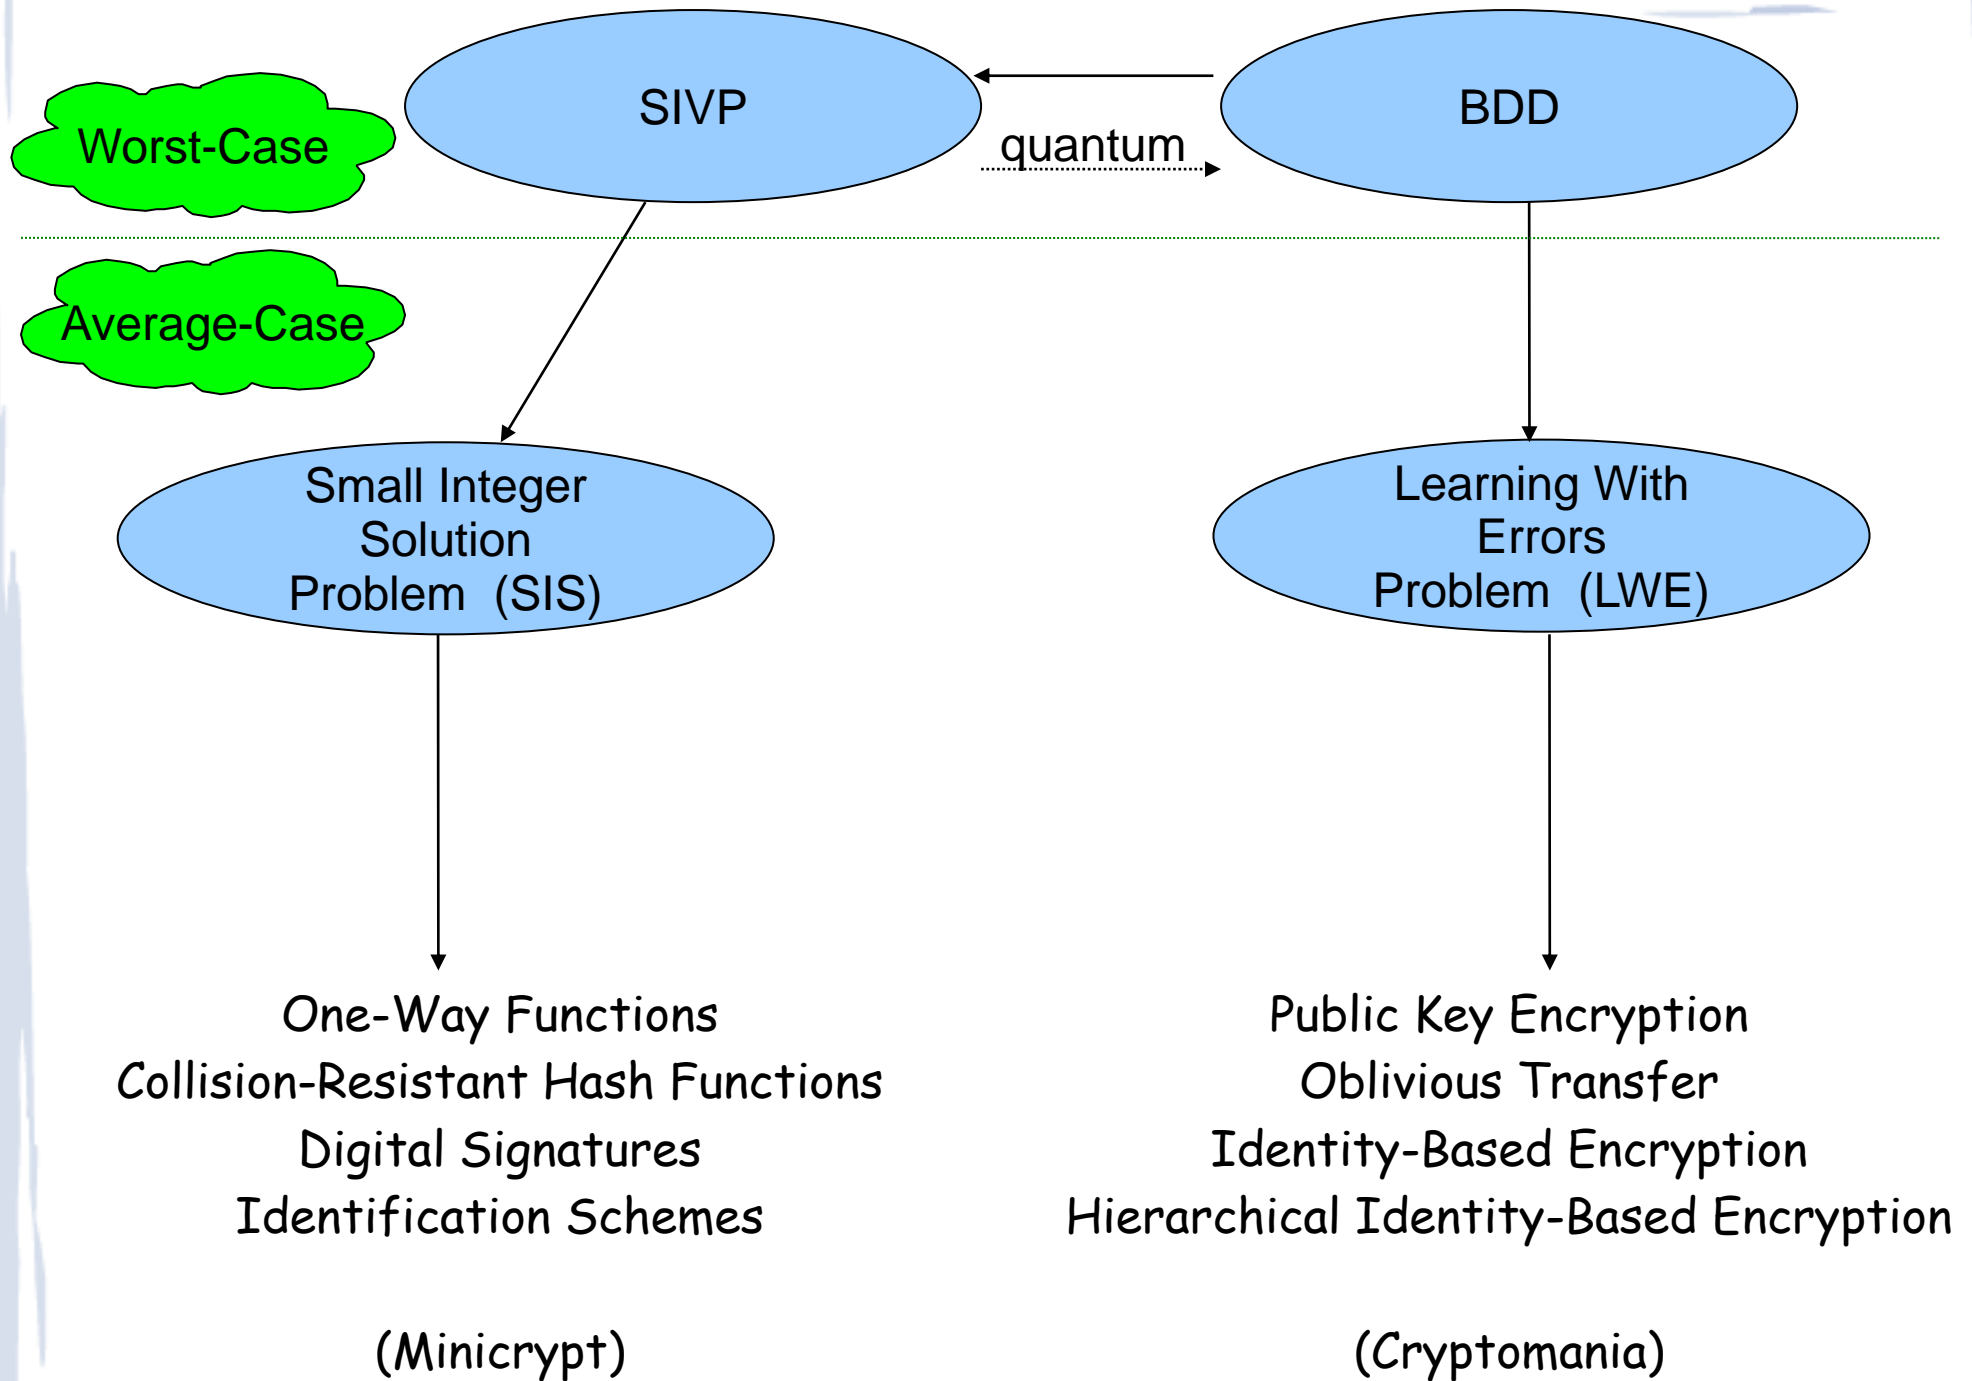 SIVP
BDD
Worst-Case
quantum
Average-Case
Small Integer
Solution
Problem (SIS)
Learning With
Errors
Problem (LWE)
One-Way Functions
Collision-Resistant Hash Functions
Digital Signatures
Identification Schemes
(Minicrypt)
Public Key Encryption
Oblivious Transfer
Identity-Based Encryption
Hierarchical Identity-Based Encryption
(Cryptomania)